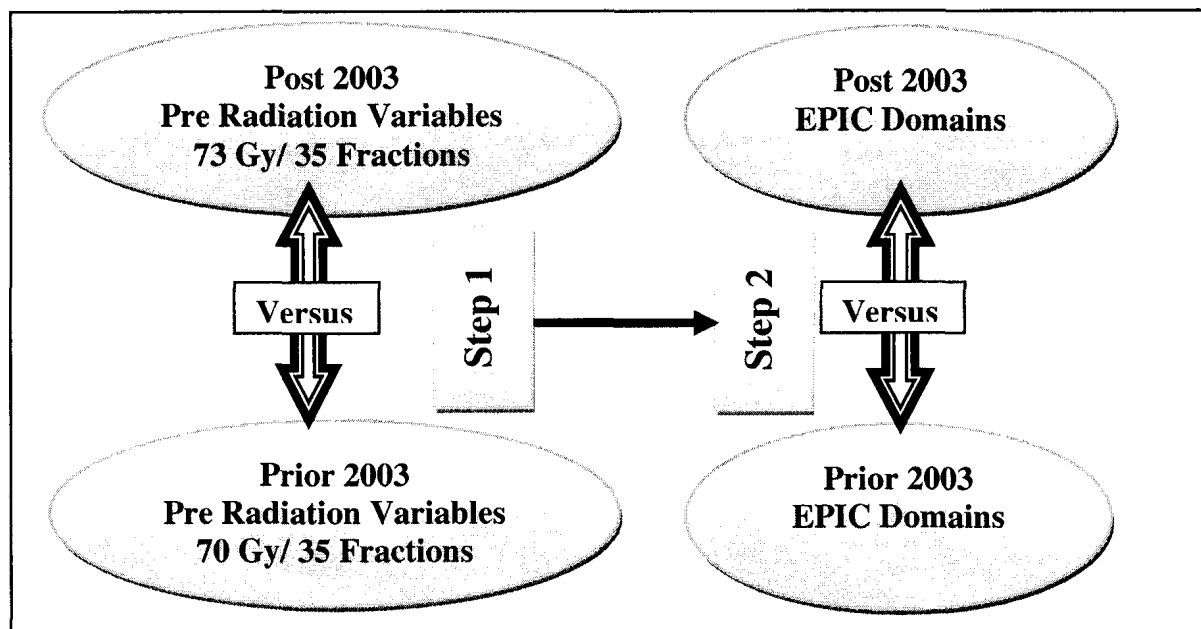 Post 2003
Pre Radiation Variables
73 Gy/ 35 Fractions
Post 2003
EPIC Domains
Versus
Step 1
Step 2
Versus
Prior 2003
Pre Radiation Variables
70 Gy/ 35 Fractions
Prior 2003
EPIC Domains